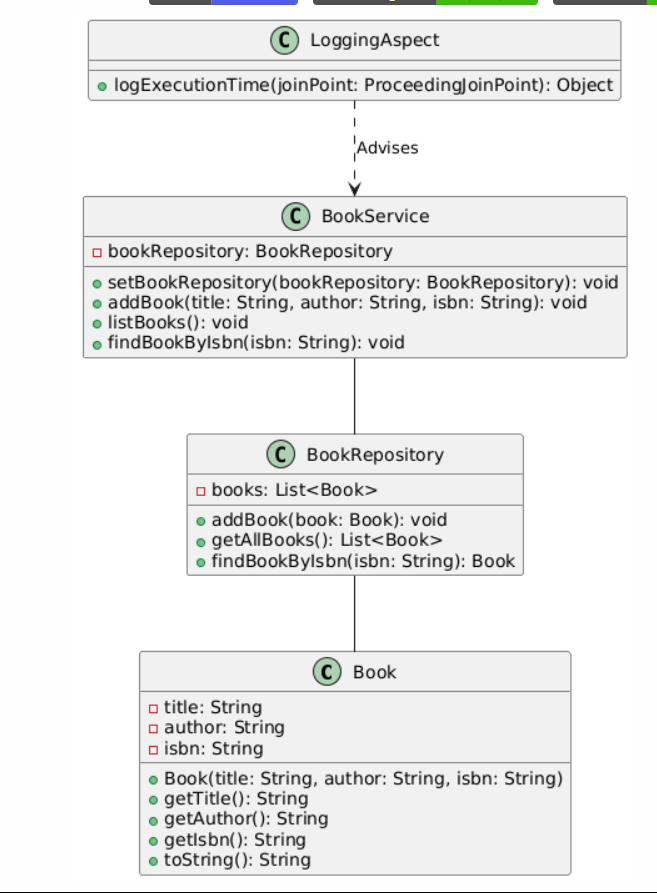 C LoggingAspect
logExecutionTime(joinPoint: ProceedingJoinPoint): Object
Advises
C BookService
bookRepository: BookRepository
setBookRepository(bookRepository: BookRepository): void
addBook(title: String, author: String, isbn: String): void
listBooks(): void
findBookByIsbn(isbn: String): void
C BookRepository
books: List<Book>
addBook(book: Book): void
getAllBooks(): List<Book>
findBookByIsbn(isbn: String): Book
C Book
title: String
author: String
isbn: String
Book(title: String, author: String, isbn: String)
getTitle(): String
getAuthor(): String
getIsbn(): String
toString(): String